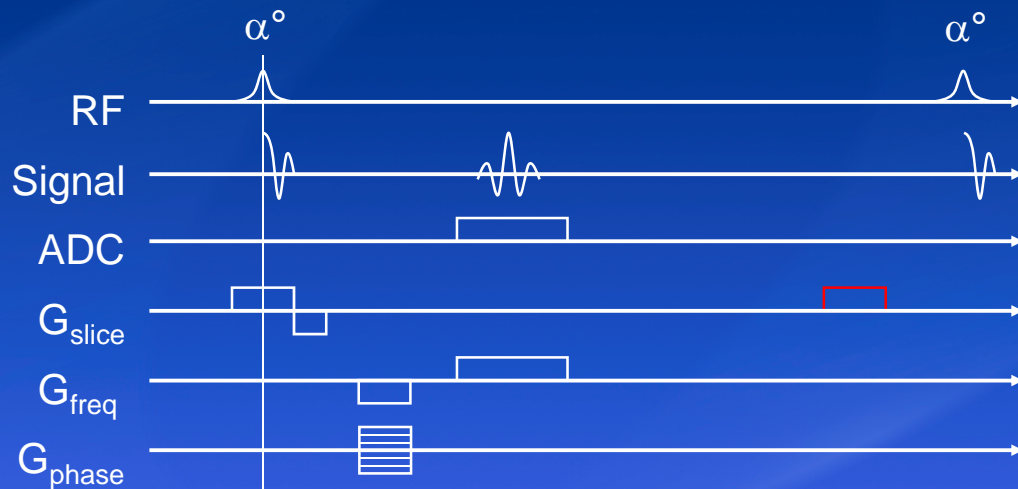 α° α°
RF
Signal
ADC
Gslice
Gfreq
Gphase